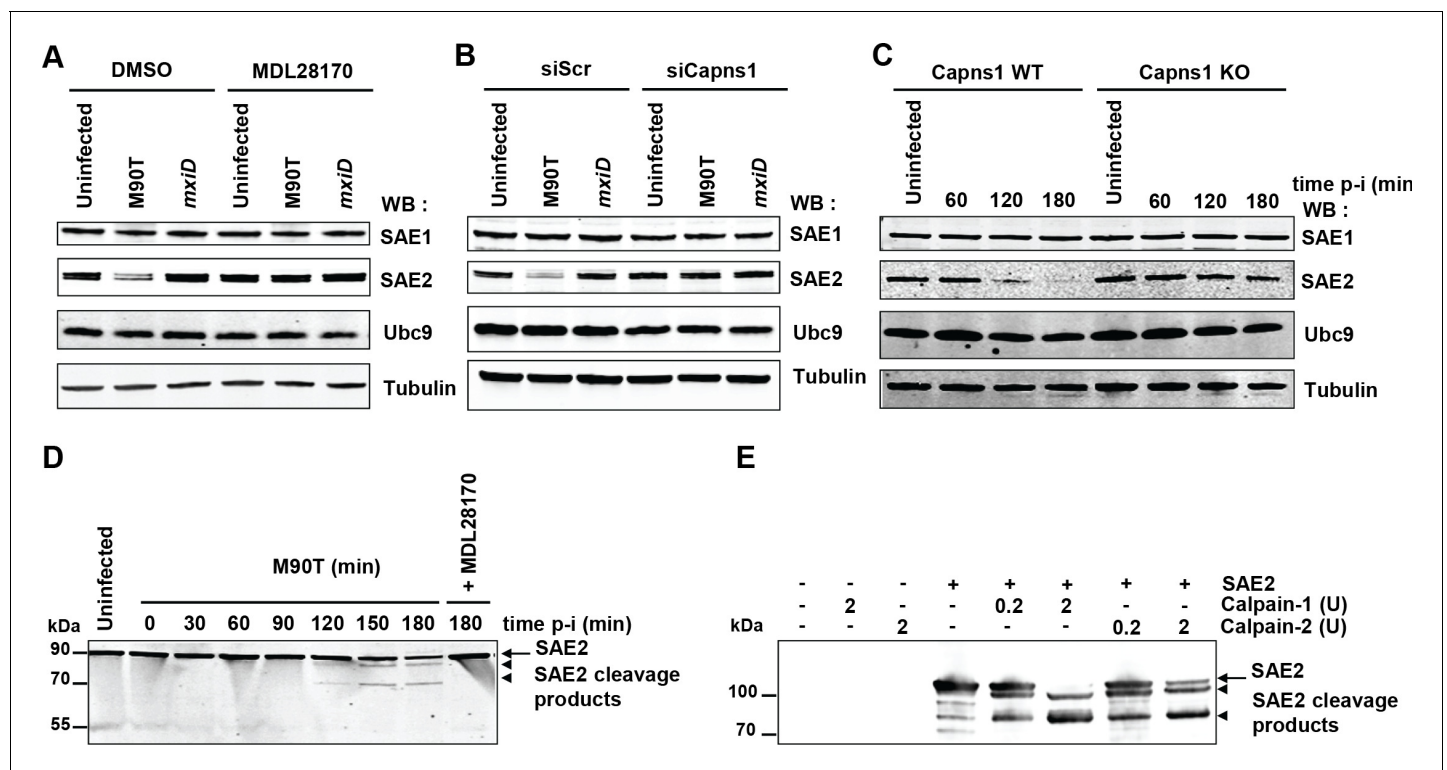 A
DMSO MDL28170
Uninfected M90T mxiD Uninfected M90T mxiD
WB :
SAE1
SAE2
Ubc9
Tubulin
B
siScr siCapns1
Uninfected M90T mxiD Uninfected M90T mxiD
WB :
SAE1
SAE2
Ubc9
Tubulin
C
Capns1 WT Capns1 KO
Uninfected 60 120 180 Uninfected 60 120 180 time p-i (min
WB :
SAE1
SAE2
Ubc9
Tubulin
D
Uninfected M90T (min) + MDL28170
kDa 0 30 60 90 120 150 180 180 time p-i (min)
90 SAE2
70 SAE2 cleavage
products
55
E
- - - + + + + + SAE2
- 2 - - 0.2 2 - - Calpain-1 (U)
kDa - - 2 - - - 0.2 2 Calpain-2 (U)
SAE2
100 SAE2 cleavage
products
70